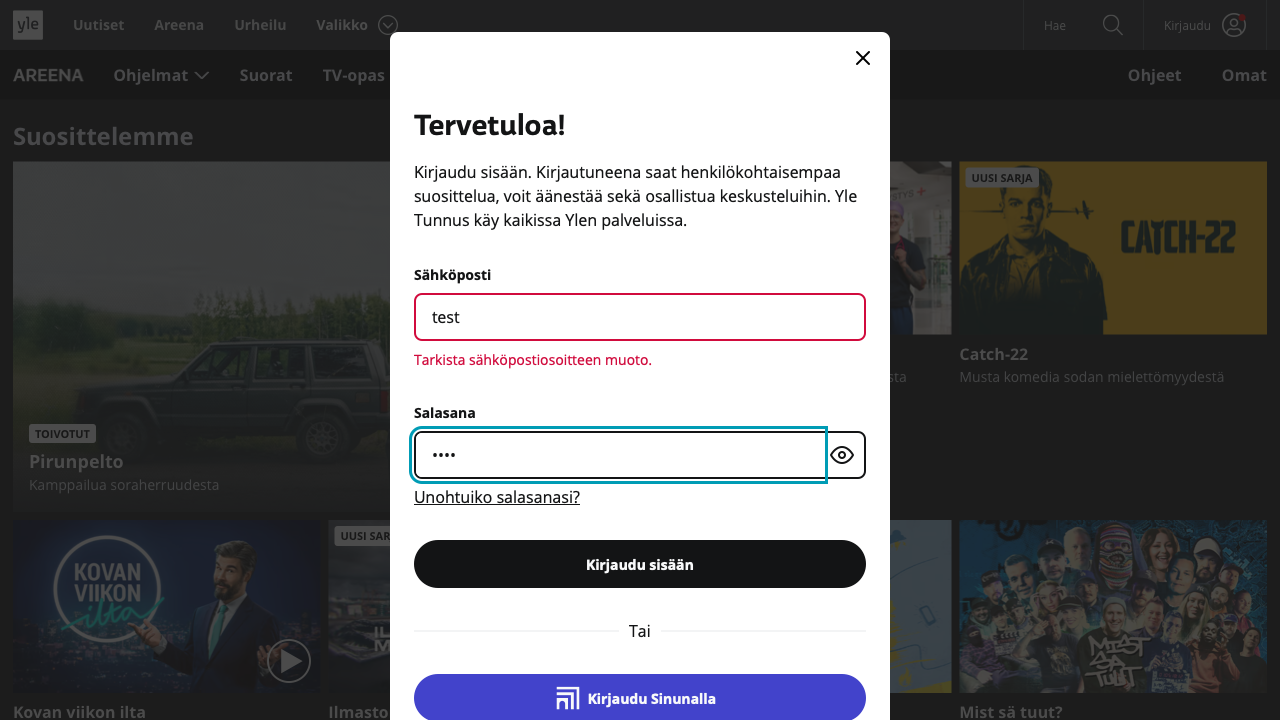 yle
Uutiset
Areena
Urheilu
Valikko
Hae
Kirjaudu
AREENA
Ohjelmat
Suorat
TV-opas
Ohjeet
Omat
Suosittelemme
Tervetuloa!
Kirjaudu sisään. Kirjautuneena saat henkilökohtaisempaa
suosittelua, voit äänestää sekä osallistua keskusteluihin. Yle
Tunnus käy kaikissa Ylen palveluissa.
Sähköposti
test
Tarkista sähköpostiosoitteen muoto.
Salasana
••••
Unohtuiko salasanasi?
Kirjaudu sisään
Tai
Kirjaudu Sinunalla
TOIVOTUT
Pirunpelto
Kamppailua soraherruudesta
UUSI SARJA
CATCH-22
Catch-22
Musta komedia sodan mielettömyydestä
KOVAN
VIIKON
ilta
Kovan viikon ilta
MIST
SÄ
TUUT
Mist sä tuut?